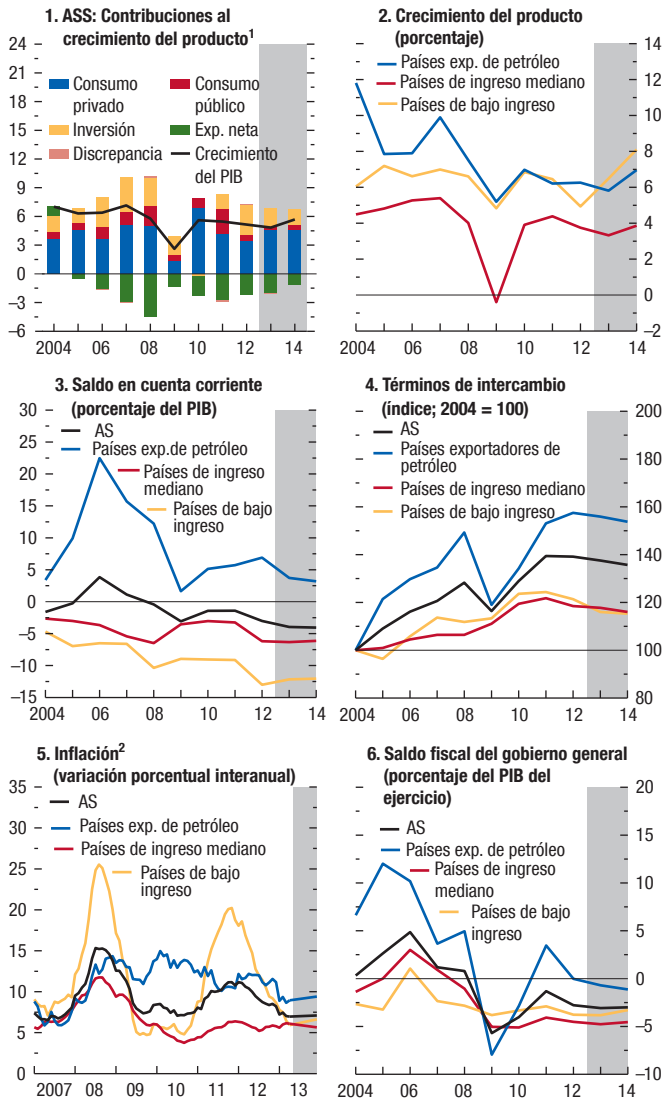 1. ASS: Contribuciones al
crecimiento del producto1
24
21
18
15
12
9
6
3
0
–3
–6
Consumo
privado
Consumo
público
Inversión
Exp. neta
Discrepancia
Crecimiento
del PIB
2004
06
08
10
12
14
2. Crecimiento del producto
(porcentaje)
Países exp. de petróleo
Países de ingreso mediano
Países de bajo ingreso
14
12
10
8
6
4
2
0
–2
2004
06
08
10
12
14
3. Saldo en cuenta corriente
(porcentaje del PIB)
30
25
20
15
10
5
0
–5
–10
–15
AS
Países exp.de petróleo
Países de ingreso
mediano
Países de bajo
ingreso
2004
06
08
10
12
14
4. Términos de intercambio
(índice; 2004 = 100)
AS
Países exportadores de
petróleo
Países de ingreso mediano
Países de bajo ingreso
200
180
160
140
120
100
80
2004
06
08
10
12
14
5. Inflación2
(variación porcentual interanual)
35
30
25
20
15
10
5
0
AS
Países exp. de petróleo
Países de ingreso mediano
Países de bajo
ingreso
2007
08
09
10
11
12
13
6. Saldo fiscal del gobierno general
(porcentaje del PIB del
ejercicio)
AS
Países exp. de petróleo
Países de ingreso
mediano
Países de bajo
ingreso
20
15
10
5
0
–5
–10
2004
06
08
10
12
14